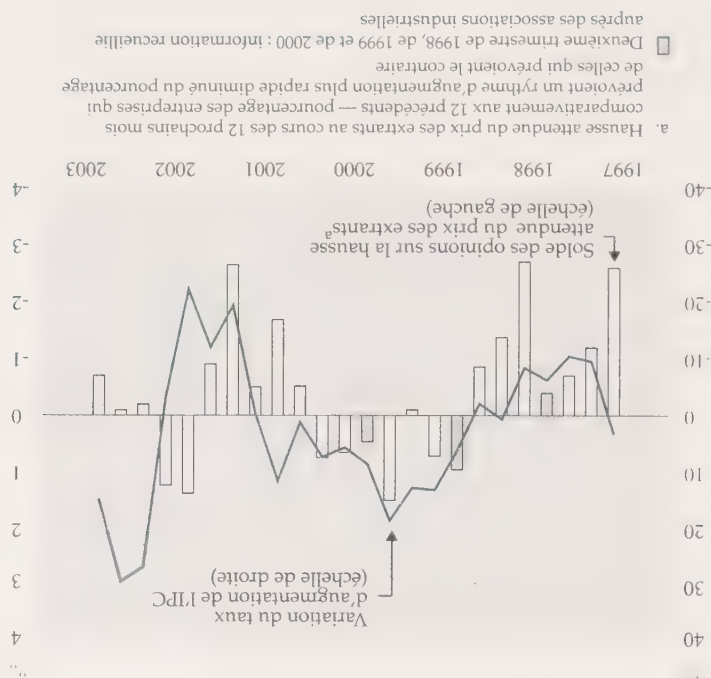 40
4
Variation du taux
d'augmentation de l'IPC
(échelle de droite)
30
3
20
2
10
1
0
0
-10
-1
-20
-2
Solde des opinions sur la hausse
attendue du prix des extrantsª
(échelle de gauche)
-30
-3
-40
-4
1997 1998 1999 2000 2001 2002 2003
a. Hausse attendue du prix des extrants au cours des 12 prochains mois
comparativement aux 12 précédents — pourcentage des entreprises qui
prévoient un rythme d'augmentation plus rapide diminué du pourcentage
de celles qui prévoient le contraire
Deuxième trimestre de 1998, de 1999 et de 2000 : information recueillie
auprès des associations industrielles